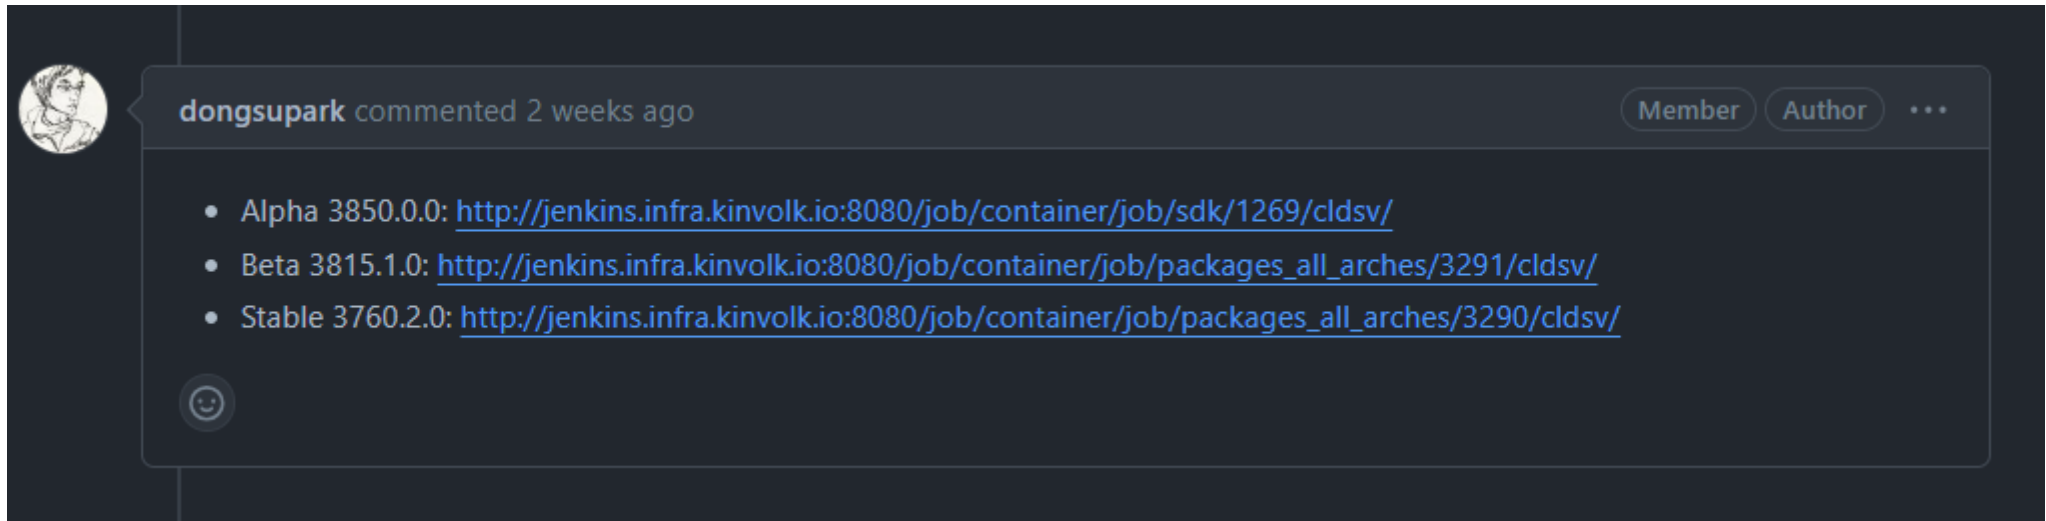 dongsupark commented 2 weeks ago Member Author
Alpha 3850.0.0: http://jenkins.infra.kinvolk.io:8080/job/container/job/sdk/1269/cldsv/
Beta 3815.1.0: http://jenkins.infra.kinvolk.io:8080/job/container/job/packages_all_arches/3291/cldsv/
Stable 3760.2.0: http://jenkins.infra.kinvolk.io:8080/job/container/job/packages_all_arches/3290/cldsv/